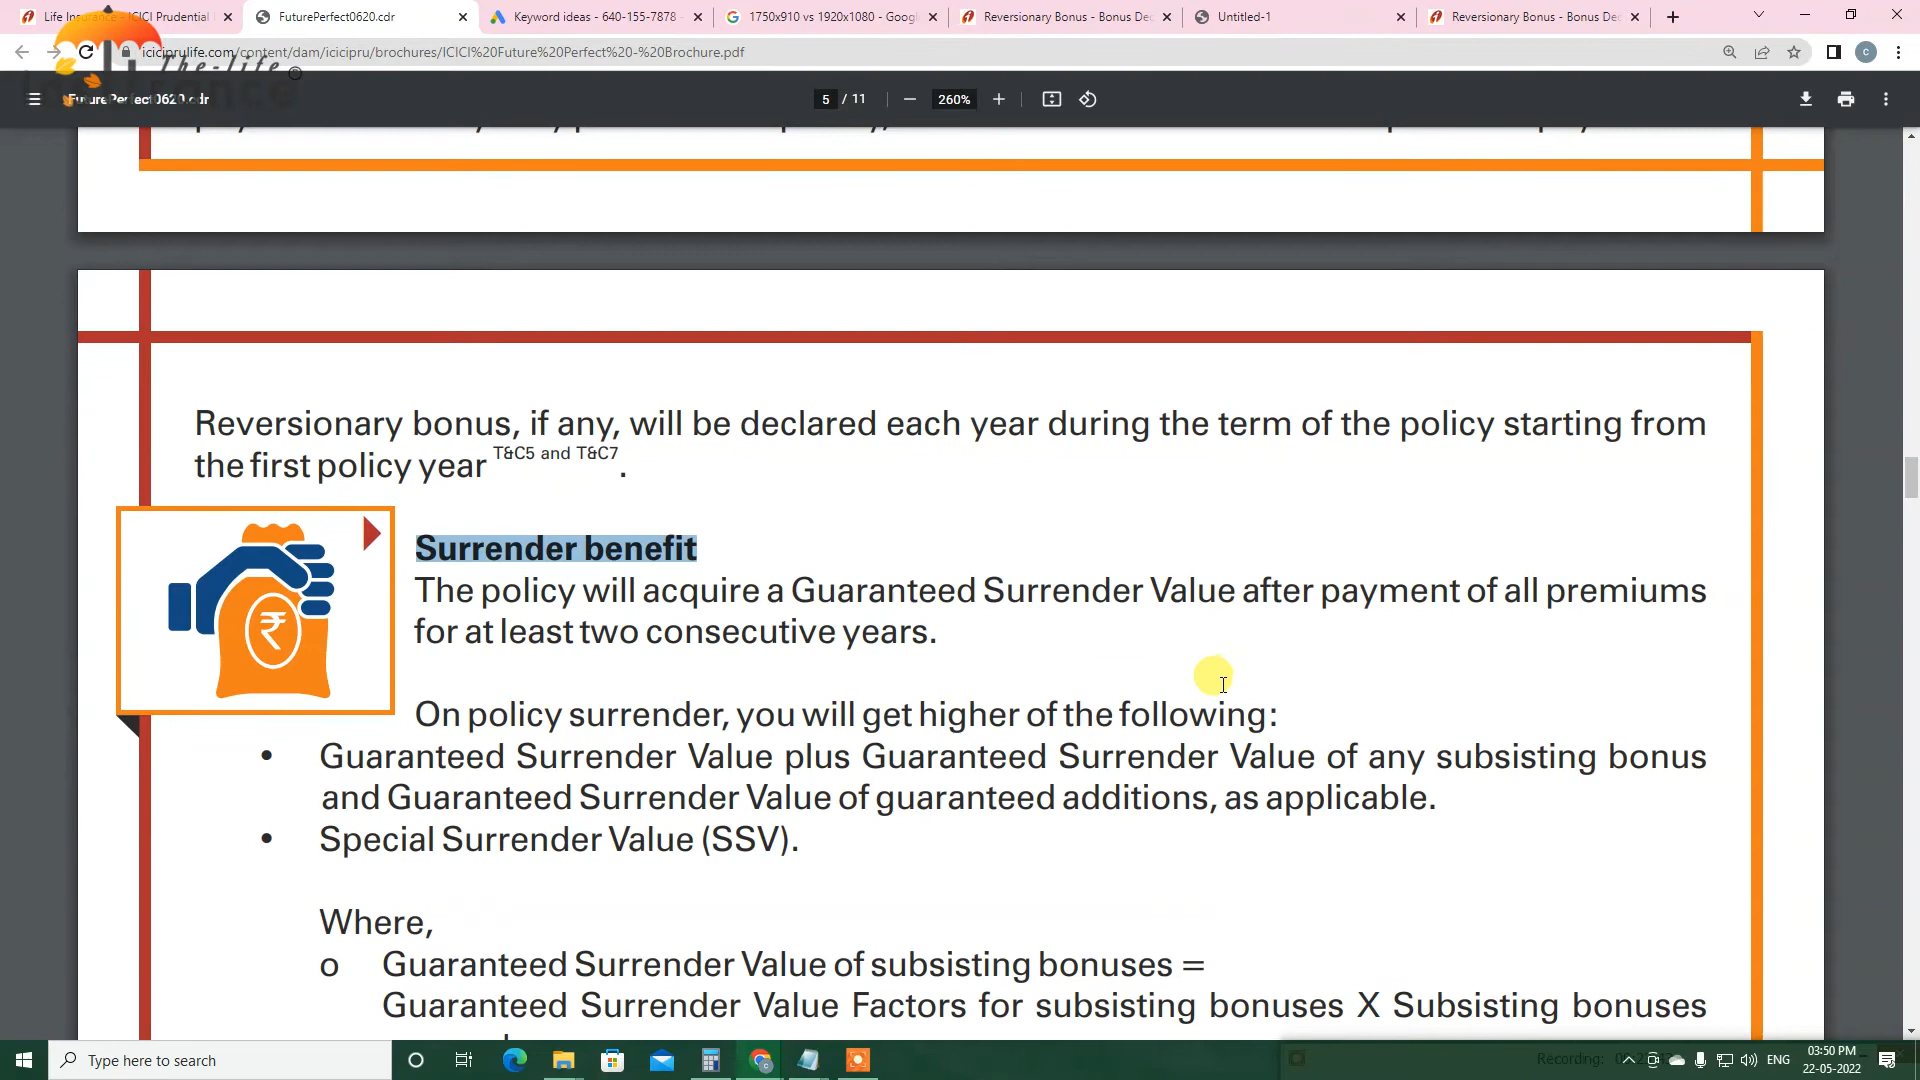 Life Insurance - ICICI Prudential
FuturePerfect0620.cdr
Keyword ideas - 640-155-7878 -
1750x910 vs 1920x1080 - Goog
Reversionary Bonus - Bonus Dec
Untitled-1
Reversionary Bonus - Bonus Dec
iciciprulife.com/content/dam/icicipru/brochures/ICICI%20Future%20Perfect%20-%20Brochure.pdf
The-life
FuturePerfect0620.cdr
5 / 11
260%
Reversionary bonus, if any, will be declared each year during the term of the policy starting from
the first policy year T&C5 and T&C7.
Surrender benefit
The policy will acquire a Guaranteed Surrender Value after payment of all premiums
for at least two consecutive years.
On policy surrender, you will get higher of the following:
• Guaranteed Surrender Value plus Guaranteed Surrender Value of any subsisting bonus
and Guaranteed Surrender Value of guaranteed additions, as applicable.
• Special Surrender Value (SSV).
Where,
o Guaranteed Surrender Value of subsisting bonuses =
Guaranteed Surrender Value Factors for subsisting bonuses X Subsisting bonuses
Type here to search
Recording:
ENG
03:50 PM
22-05-2022